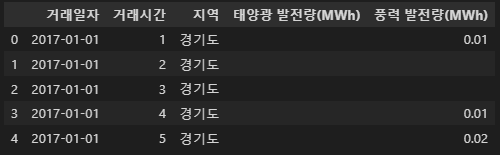 거래일자 거래시간 지역 태양광 발전량(MWh) 풍력 발전량(MWh)
0 2017-01-01 1 경기도 0.01
1 2017-01-01 2 경기도
2 2017-01-01 3 경기도
3 2017-01-01 4 경기도 0.01
4 2017-01-01 5 경기도 0.02